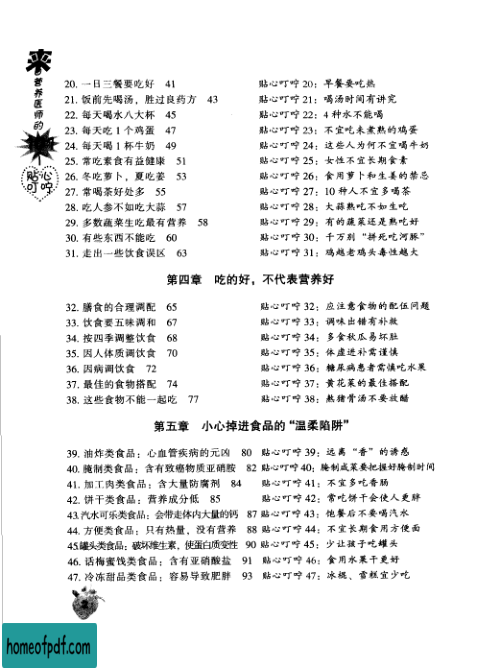 来自营养医师的
贴心叮咛
20. 一日三餐要吃好 41 贴心叮咛 20：早餐要吃热
21. 饭前先喝汤，胜过良药方 43 贴心叮咛 21：喝汤时间有讲究
22. 每天喝水八大杯 45 贴心叮咛 22：4 种水不能喝
23. 每天吃 1 个鸡蛋 47 贴心叮咛 23：不宜吃未煮熟的鸡蛋
24. 每天喝 1 杯牛奶 49 贴心叮咛 24：这些人为何不宜喝牛奶
25. 常吃素食有益健康 51 贴心叮咛 25：女性不宜长期食素
26. 冬吃萝卜，夏吃姜 53 贴心叮咛 26：食用萝卜和生姜的禁忌
27. 常喝茶好处多 55 贴心叮咛 27：10 种人不宜多喝茶
28. 吃人参不如吃大蒜 57 贴心叮咛 28：大蒜熟吃不如生吃
29. 多数蔬菜生吃最有营养 58 贴心叮咛 29：有的蔬菜还是熟吃好
30. 有些东西不能吃 60 贴心叮咛 30：千万别“拼死吃河豚”
31. 走出一些饮食误区 63 贴心叮咛 31：鸡越老鸡头毒性越大
第四章 吃的好，不代表营养好
32. 膳食的合理调配 65 贴心叮咛 32：应注意食物的配伍问题
33. 饮食要五味调和 67 贴心叮咛 33：调味出错有补救
34. 按四季调整饮食 68 贴心叮咛 34：多食秋瓜易坏肚
35. 因人体质调饮食 70 贴心叮咛 35：体虚进补需谨慎
36. 因病调饮食 72 贴心叮咛 36：糖尿病患者需慎吃水果
37. 最佳的食物搭配 74 贴心叮咛 37：黄花菜的最佳搭配
38. 这些食物不能一起吃 77 贴心叮咛 38：熬猪骨汤不要放醋
第五章 小心掉进食品的“温柔陷阱”
39. 油炸类食品：心血管疾病的元凶 80 贴心叮咛 39：远离“香”的诱惑
40. 腌制类食品：含有致癌物质亚硝胺 82 贴心叮咛 40：腌制咸菜要把握好腌制时间
41. 加工肉类食品：含大量防腐剂 84 贴心叮咛 41：不宜多吃香肠
42. 饼干类食品：营养成分低 85 贴心叮咛 42：常吃饼干会使人更胖
43. 汽水可乐类食品：会带走体内大量的钙 87 贴心叮咛 43：饱餐后不要喝汽水
44. 方便类食品：只有热量，没有营养 88 贴心叮咛 44：不宜长期食用方便面
45. 罐头类食品：破坏维生素，使蛋白质变性 90 贴心叮咛 45：少让孩子吃罐头
46. 话梅蜜饯类食品：含有亚硝酸盐 91 贴心叮咛 46：食用水果干更好
47. 冷冻甜品类食品：容易导致肥胖 93 贴心叮咛 47：冰棍、雪糕宜少吃
homeofpdf.com